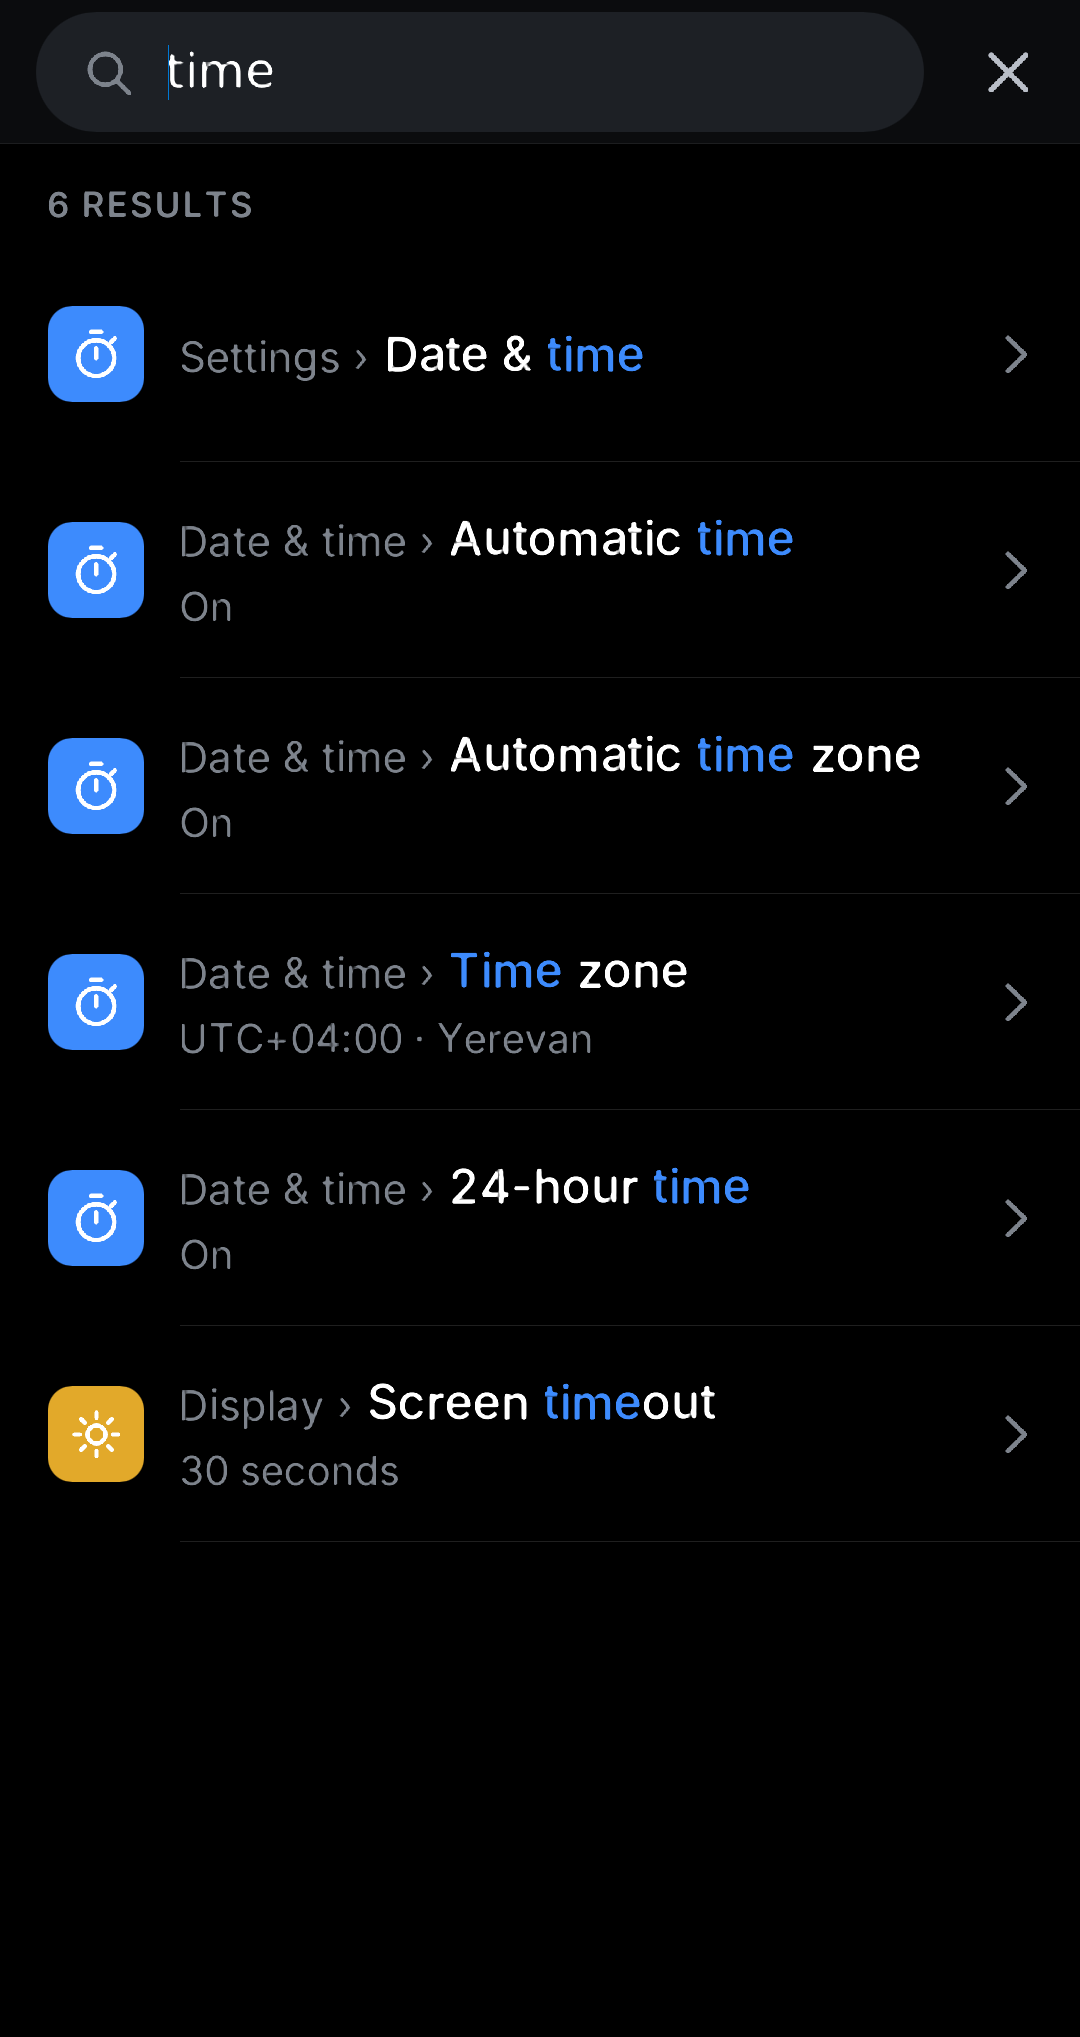 time
6 RESULTS
Settings › Date & time
Date & time › Automatic time
On
Date & time › Automatic time zone
On
Date & time › Time zone
UTC+04:00 · Yerevan
Date & time › 24-hour time
On
Display › Screen timeout
30 seconds